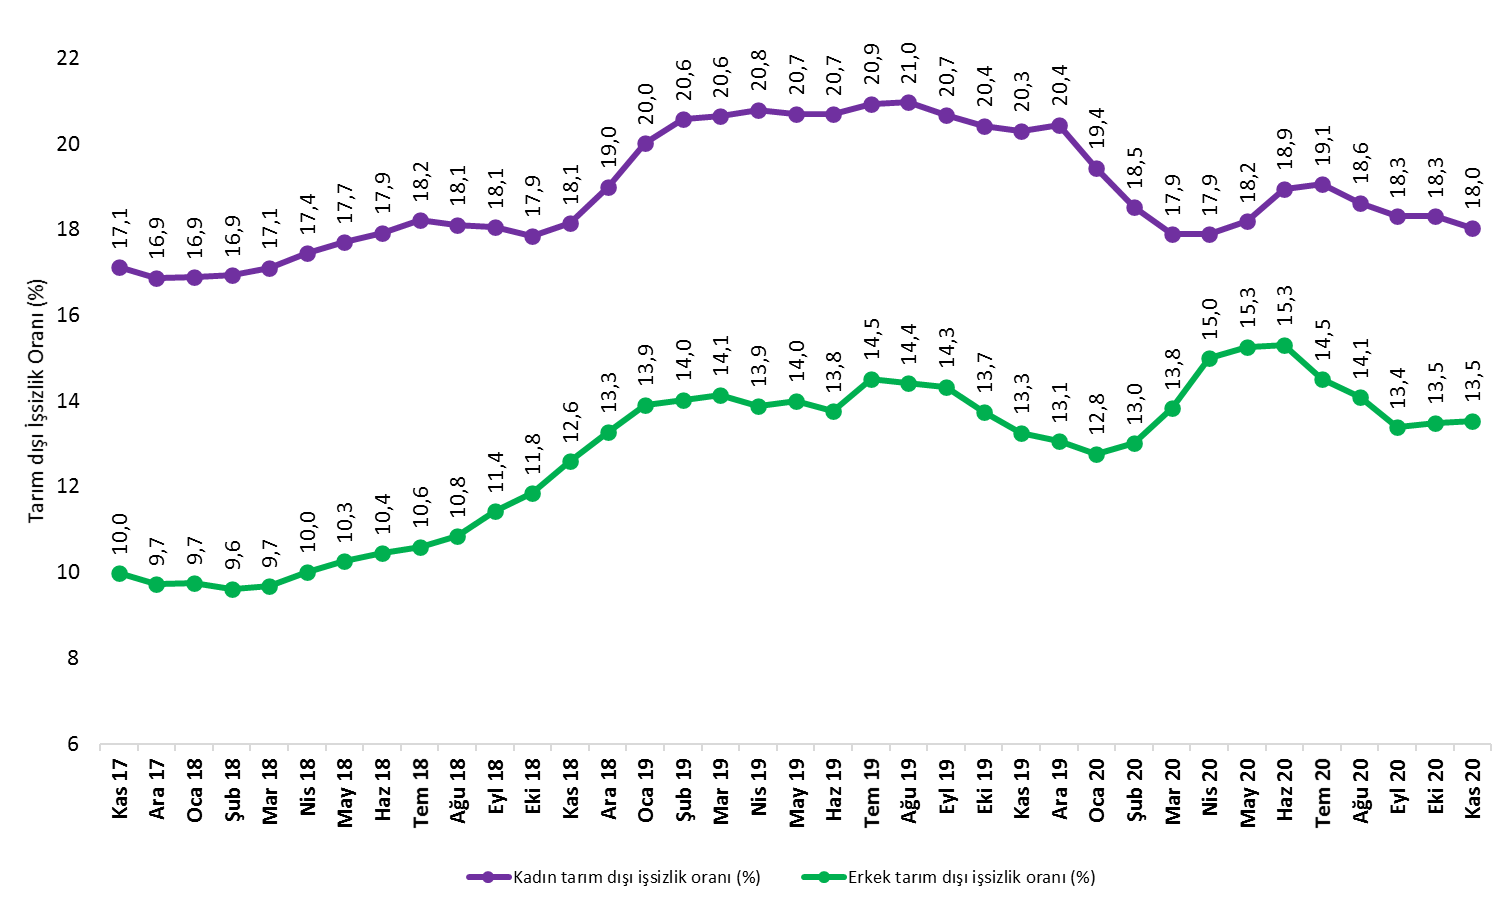 22
20
18
16
14
12
10
8
6
Tarım dışı İşsizlik Oranı (%)
17,1 16,9 16,9 16,9 17,1 17,4 17,7 17,9 18,2 18,1 18,1 17,9 18,1 19,0 20,0 20,6 20,6 20,8 20,7 20,7 20,9 21,0 20,7 20,4 20,3 20,4 19,4 18,5 17,9 17,9 18,2 18,9 19,1 18,6 18,3 18,3 18,0
10,0 9,7 9,7 9,6 9,7 10,0 10,3 10,4 10,6 10,8 11,4 11,8 12,6 13,3 13,9 14,0 14,1 13,9 14,0 13,8 14,5 14,4 14,3 13,7 13,3 13,1 12,8 13,0 13,8 15,0 15,3 15,3 14,5 14,1 13,4 13,5 13,5
Kas 17 Ara 17 Oca 18 Şub 18 Mar 18 Nis 18 May 18 Haz 18 Tem 18 Ağu 18 Eyl 18 Eki 18 Kas 18 Ara 18 Oca 19 Şub 19 Mar 19 Nis 19 May 19 Haz 19 Tem 19 Ağu 19 Eyl 19 Eki 19 Kas 19 Ara 19 Oca 20 Şub 20 Mar 20 Nis 20 May 20 Haz 20 Tem 20 Ağu 20 Eyl 20 Eki 20 Kas 20
Kadın tarım dışı işsizlik oranı (%) Erkek tarım dışı işsizlik oranı (%)